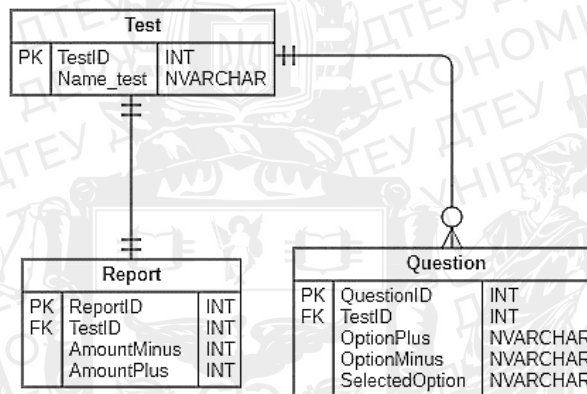 Test
PK TestID INT
Name_test NVARCHAR
Report
PK ReportID INT
FK TestID INT
AmountMinus INT
AmountPlus INT
Question
PK QuestionID INT
FK TestID INT
OptionPlus NVARCHAR
OptionMinus NVARCHAR
SelectedOption NVARCHAR